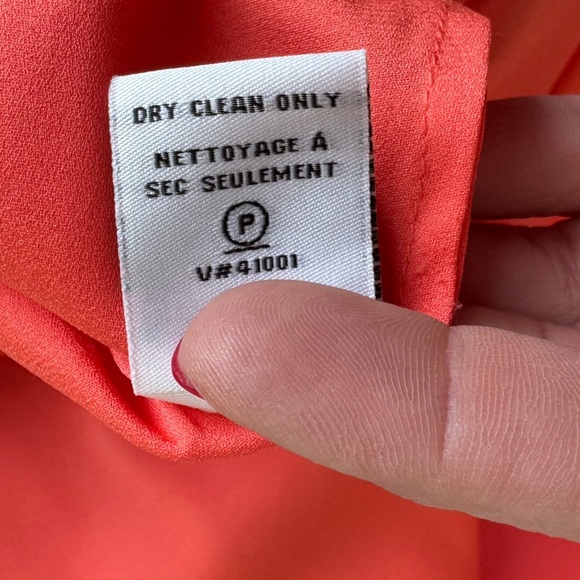 DRY CLEAN ONLY
NETTOYAGE Á
SEC SEULEMENT
P
V#41001